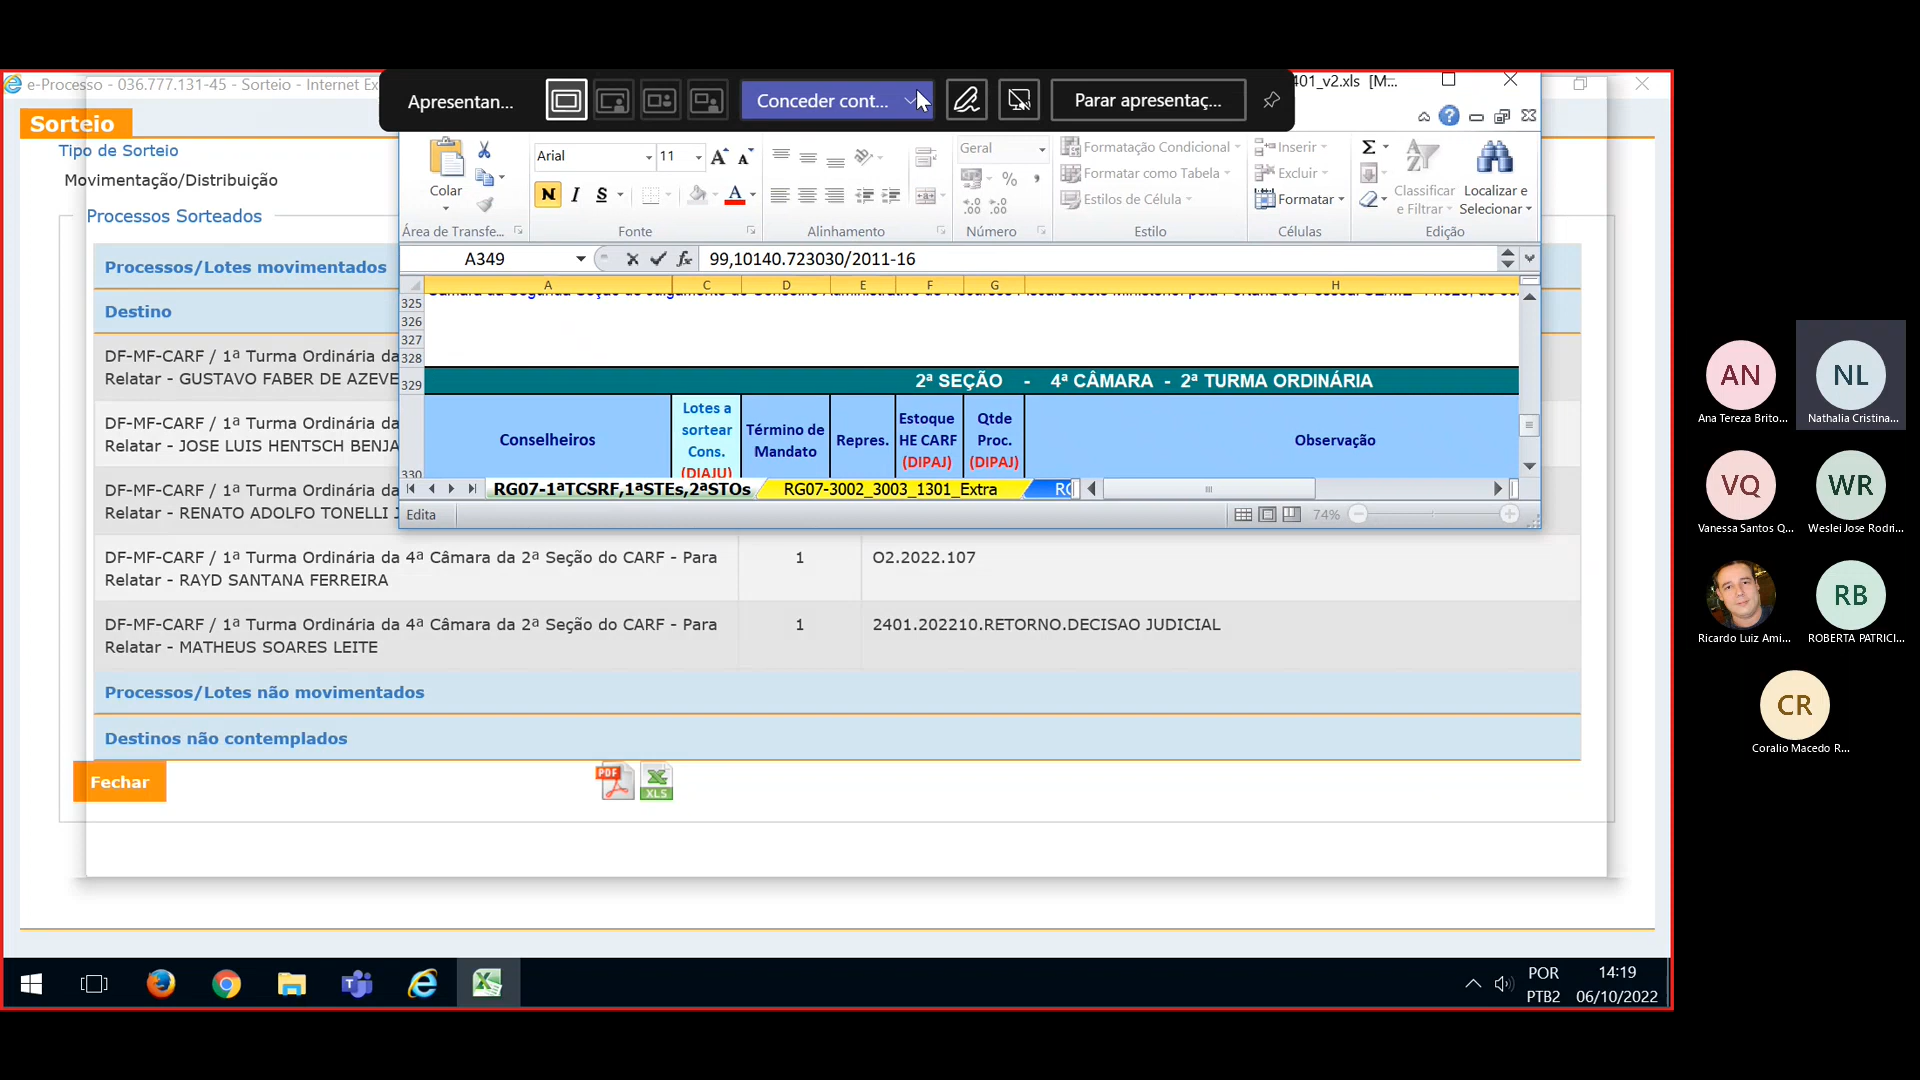 e-Processo - 036.777.131-45 - Sorteio - Internet Ex
Apresentan...
Conceder cont...
Parar apresentaç...
401_v2.xls [M...
Sorteio
Tipo de Sorteio
Movimentação/Distribuição
Processos Sorteados
Processos/Lotes movimentados
Destino
DF-MF-CARF / 1ª Turma Ordinária da
Relatar - GUSTAVO FABER DE AZEVE
DF-MF-CARF / 1ª Turma Ordinária da
Relatar - JOSE LUIS HENTSCH BENJA
DF-MF-CARF / 1ª Turma Ordinária da
Relatar - RENATO ADOLFO TONELLI
DF-MF-CARF / 1ª Turma Ordinária da 4ª Câmara da 2ª Seção do CARF - Para
Relatar - RAYD SANTANA FERREIRA
1
O2.2022.107
DF-MF-CARF / 1ª Turma Ordinária da 4ª Câmara da 2ª Seção do CARF - Para
Relatar - MATHEUS SOARES LEITE
1
2401.202210.RETORNO.DECISAO JUDICIAL
Processos/Lotes não movimentados
Destinos não contemplados
Fechar
PDF
XLS
Colar
Área de Transfe...
Arial
11
N I S
Fonte
Alinhamento
Geral
% ,
Número
Formatação Condicional
Formatar como Tabela
Estilos de Célula
Estilo
Inserir
Excluir
Formatar
Células
Σ
Classificar
e Filtrar
Localizar e
Selecionar
Edição
A349
fx
99,10140.723030/2011-16
A C D E F G H
325
326
327
328
329
330
2ª SEÇÃO - 4ª CÂMARA - 2ª TURMA ORDINÁRIA
Conselheiros
Lotes a
sortear
Cons.
(DIAJU)
Término de
Mandato
Repres.
Estoque
HE CARF
(DIPAJ)
Qtde
Proc.
(DIPAJ)
Observação
RG07-1ªTCSRF,1ªSTEs,2ªSTOs
RG07-3002_3003_1301_Extra
Edita
74%
AN
Ana Tereza Brito...
NL
Nathalia Cristina...
VQ
Vanessa Santos Q...
WR
Weslei Jose Rodri...
Ricardo Luiz Ami...
RB
ROBERTA PATRICI...
CR
Coralio Macedo R...
POR
PTB2
14:19
06/10/2022